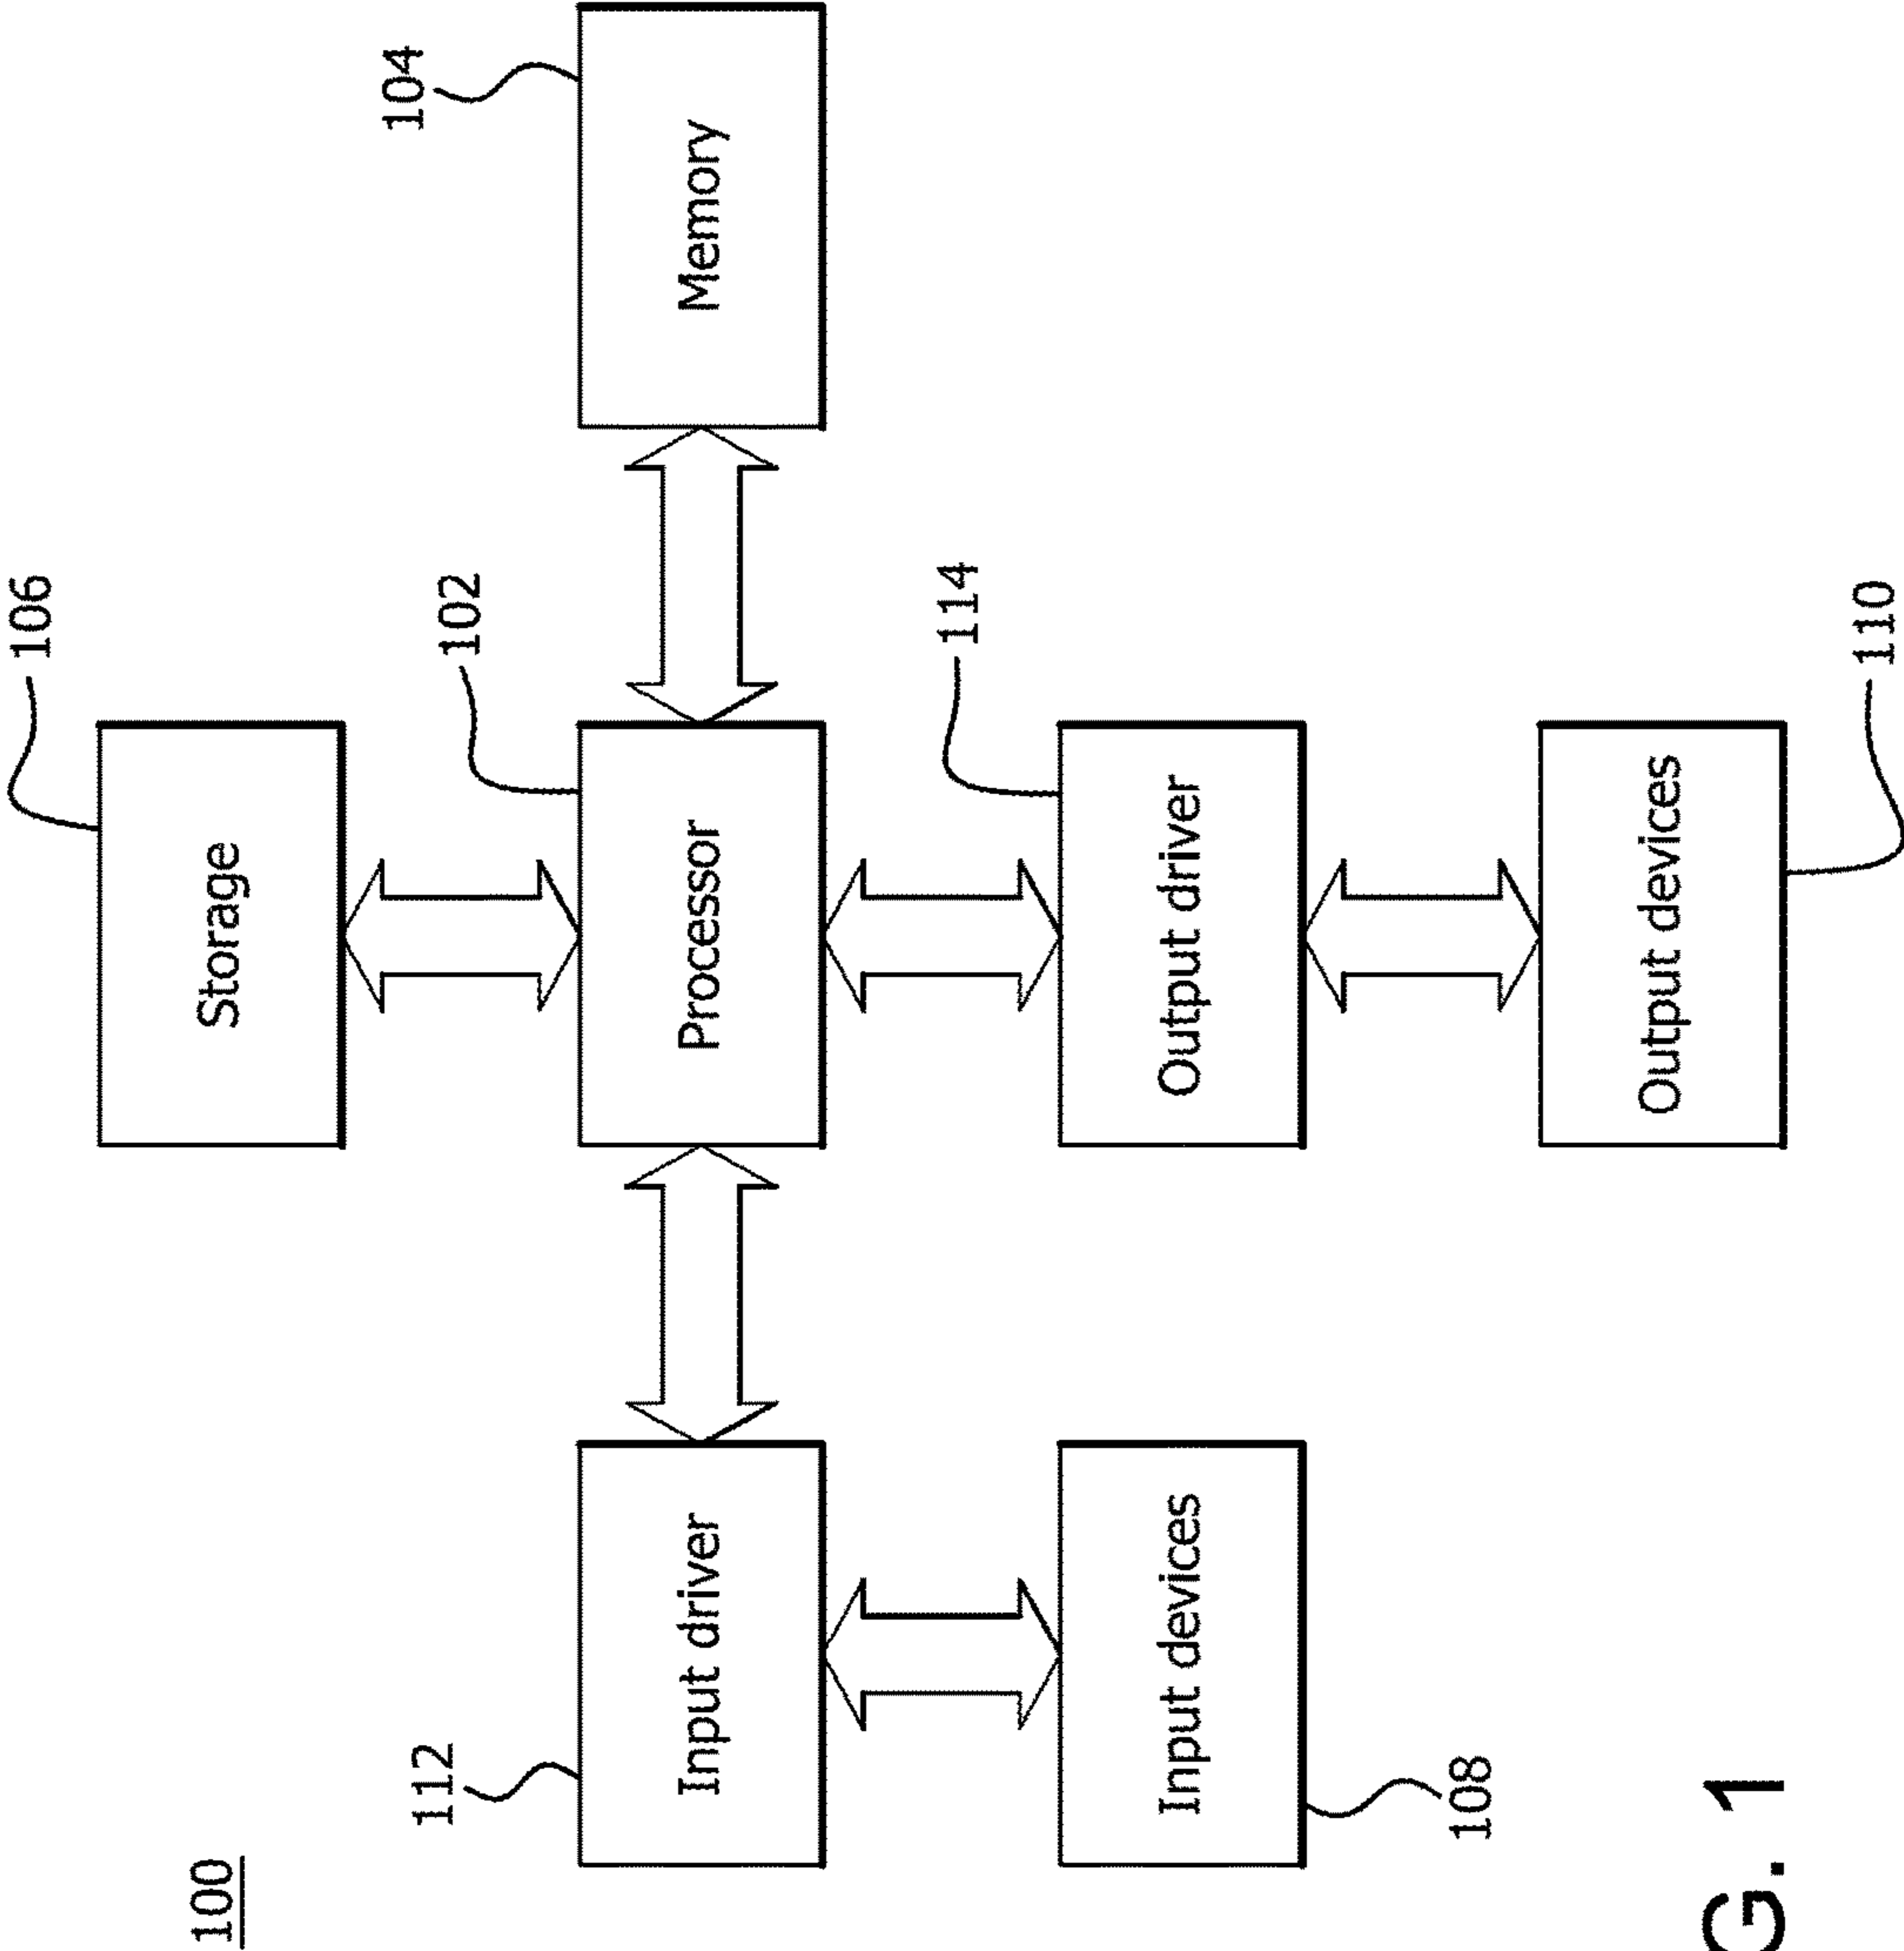 106
100
Storage
104
112
102
Input driver
Processor
Memory
114
Input devices
Output driver
108
Output devices
G. 1
110